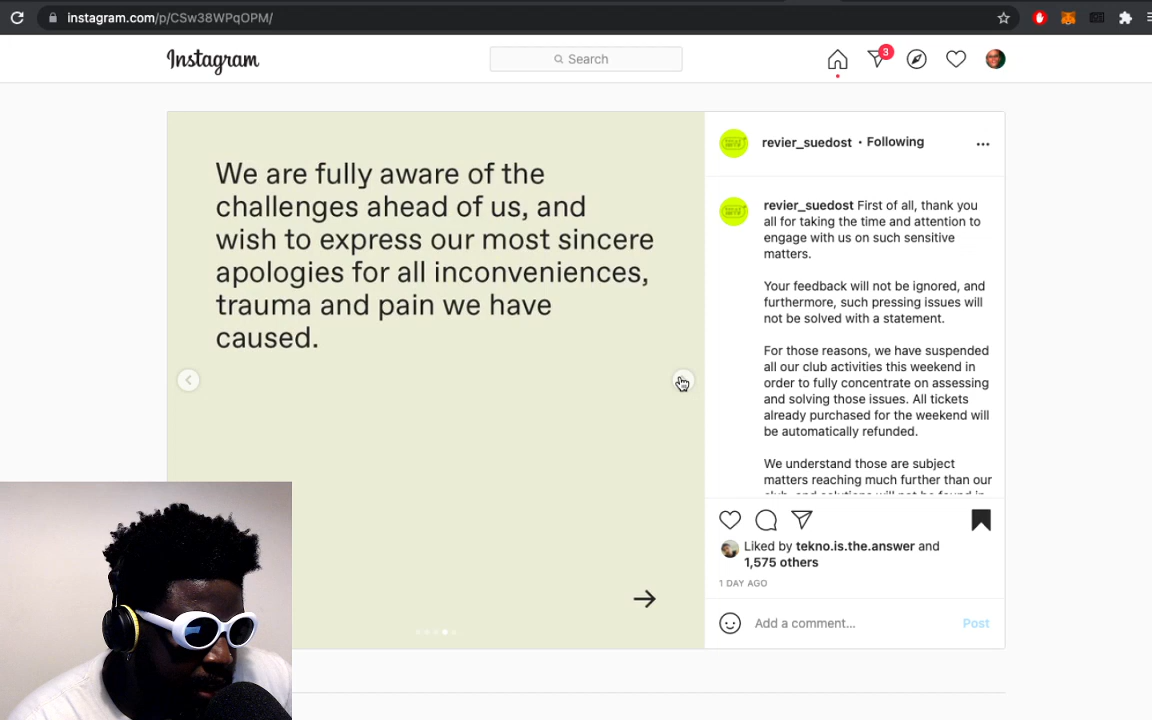 instagram.com/p/CSw38WPqOPM/
Instagram
Search
3
We are fully aware of the
challenges ahead of us, and
wish to express our most sincere
apologies for all inconveniences,
trauma and pain we have
caused.
revier_suedost • Following
revier_suedost First of all, thank you
all for taking the time and attention to
engage with us on such sensitive
matters.
Your feedback will not be ignored, and
furthermore, such pressing issues will
not be solved with a statement.
For those reasons, we have suspended
all our club activities this weekend in
order to fully concentrate on assessing
and solving those issues. All tickets
already purchased for the weekend will
be automatically refunded.
We understand those are subject
matters reaching much further than our
Liked by tekno.is.the.answer and
1,575 others
1 DAY AGO
Add a comment...
Post